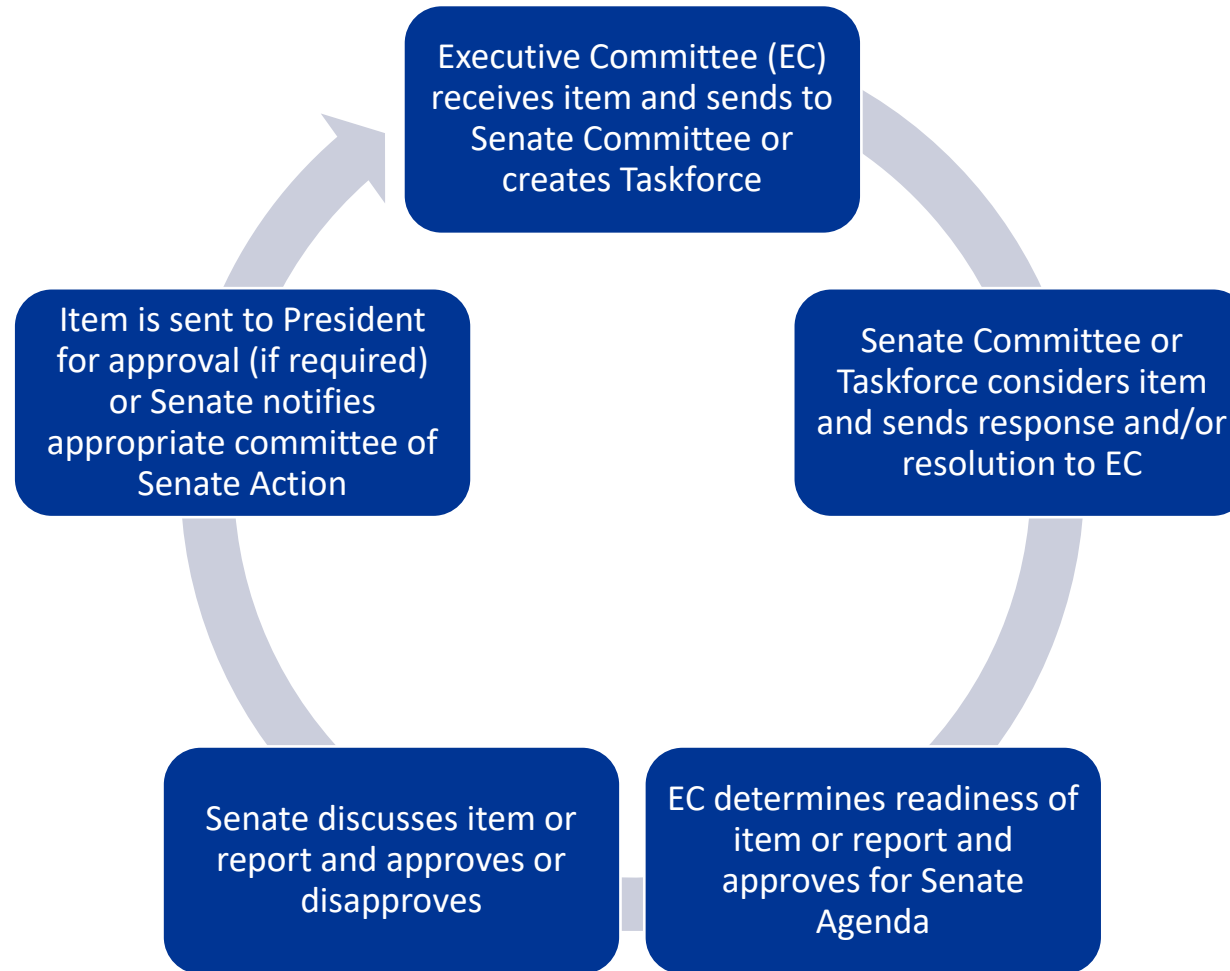 Executive Committee (EC)
receives item and sends to
Senate Committee or
creates Taskforce
Senate Committee or
Taskforce considers item
and sends response and/or
resolution to EC
EC determines readiness of
item or report and
approves for Senate
Agenda
Senate discusses item or
report and approves or
disapproves
Item is sent to President
for approval (if required)
or Senate notifies
appropriate committee of
Senate Action